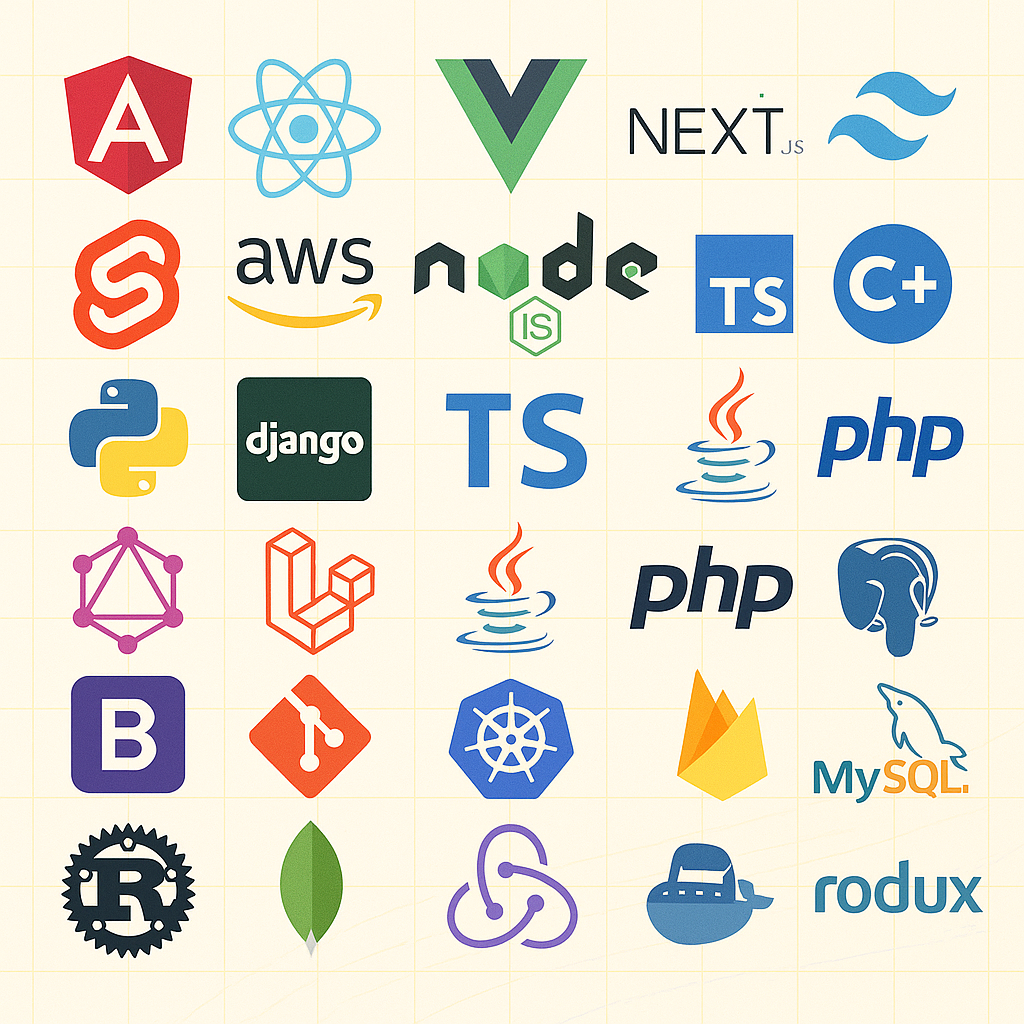 A
NEXT.JS
aws
node
JS
TS
C+
django
TS
php
php
B
MySQL.
R
rodux